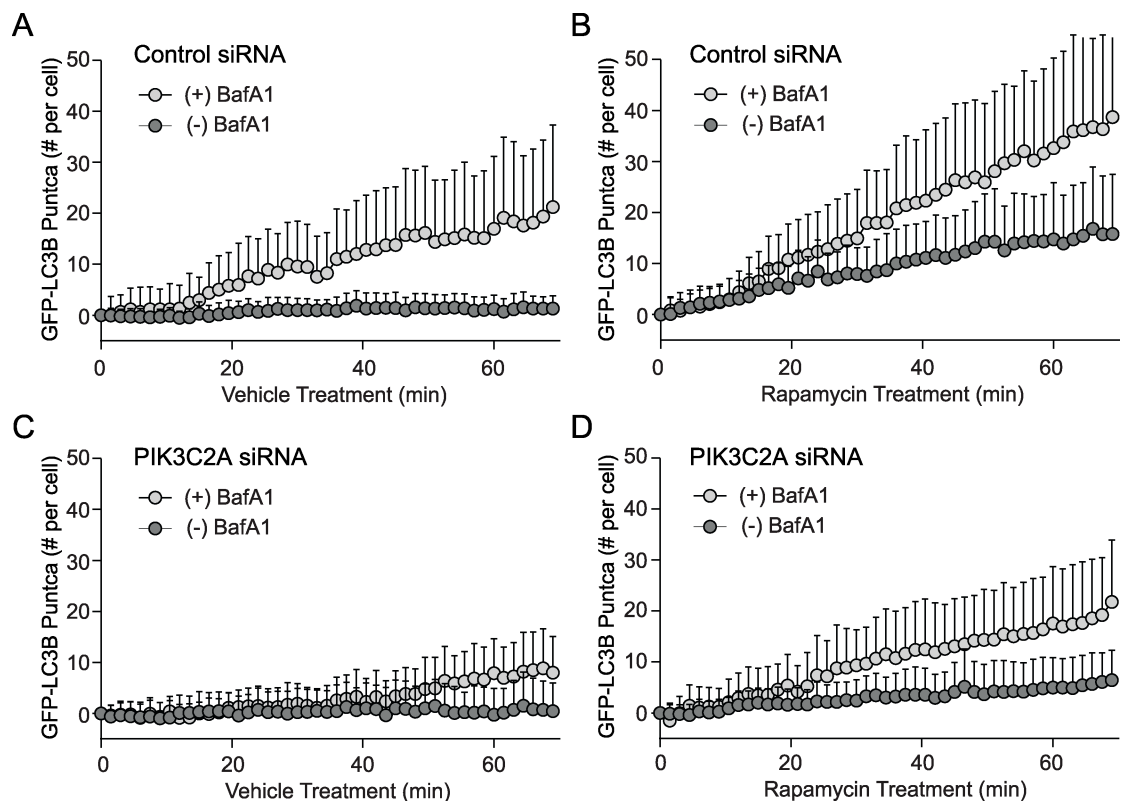 A
Control siRNA
(+) BafA1
(-) BafA1
GFP-LC3B Puntca (# per cell)
50
40
30
20
10
0
0 20 40 60
Vehicle Treatment (min)
B
Control siRNA
(+) BafA1
(-) BafA1
GFP-LC3B Puntca (# per cell)
50
40
30
20
10
0
0 20 40 60
Rapamycin Treatment (min)
C
PIK3C2A siRNA
(+) BafA1
(-) BafA1
GFP-LC3B Puntca (# per cell)
50
40
30
20
10
0
0 20 40 60
Vehicle Treatment (min)
D
PIK3C2A siRNA
(+) BafA1
(-) BafA1
GFP-LC3B Puntca (# per cell)
50
40
30
20
10
0
0 20 40 60
Rapamycin Treatment (min)